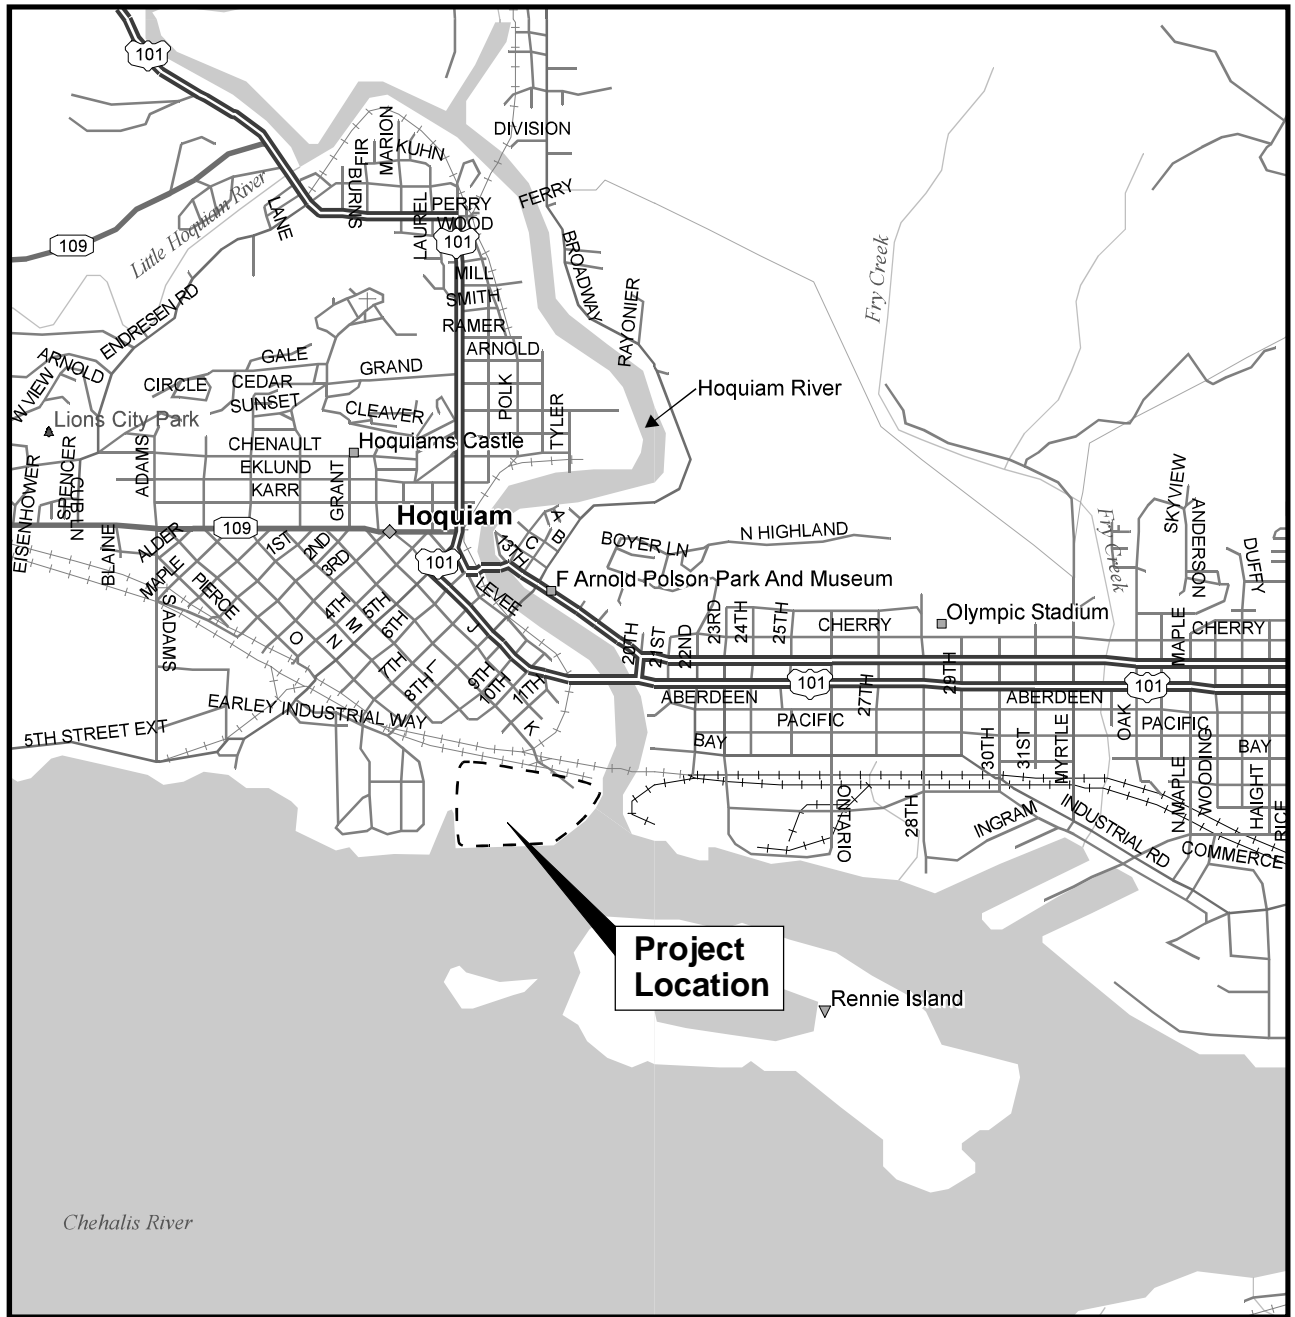 101
DIVISION
MARION
KUHN
FIR
BURNS
FERRY
LAUREL
PERRY
WOOD
Little Hoquiam River
LANE
109
101
BROADWAY
MILL
SMITH
RAYONIER
Fry Creek
ENDRESEN RD
RAMER
ARNOLD
GALE
GRAND
ARNOLD
W VIEW
CIRCLE
CEDAR
SUNSET
CLEAVER
POLK
TYLER
Hoquiam River
Lions City Park
CHENAULT
Hoquiams Castle
EKLUND
KARR
GRANT
ADAMS
SPENCER
CUB LN
EISENHOWER
SKYVIEW
ANDERSON
Fry Creek
DUFFY
Hoquiam
109
ALDER
BLAINE
MAPLE
PIERCE
1ST
2ND
3RD
101
13TH
A
B
C
BOYER LN
N HIGHLAND
F Arnold Polson Park And Museum
LEVEE
Olympic Stadium
S ADAMS
4TH
5TH
6TH
M
N
O
J
7TH
8TH
L
9TH
10TH
11TH
K
20TH
21ST
22ND
23RD
24TH
25TH
CHERRY
29TH
MAPLE
CHERRY
101
101
ABERDEEN
27TH
ABERDEEN
EARLEY INDUSTRIAL WAY
5TH STREET EXT
PACIFIC
BAY
30TH
31ST
MYRTLE
OAK
PACIFIC
WOODING
BAY
N MAPLE
HAIGHT
RICE
ONTARIO
28TH
INGRAM
INDUSTRIAL RD
COMMERCE
Project
Location
Rennie Island
Chehalis River